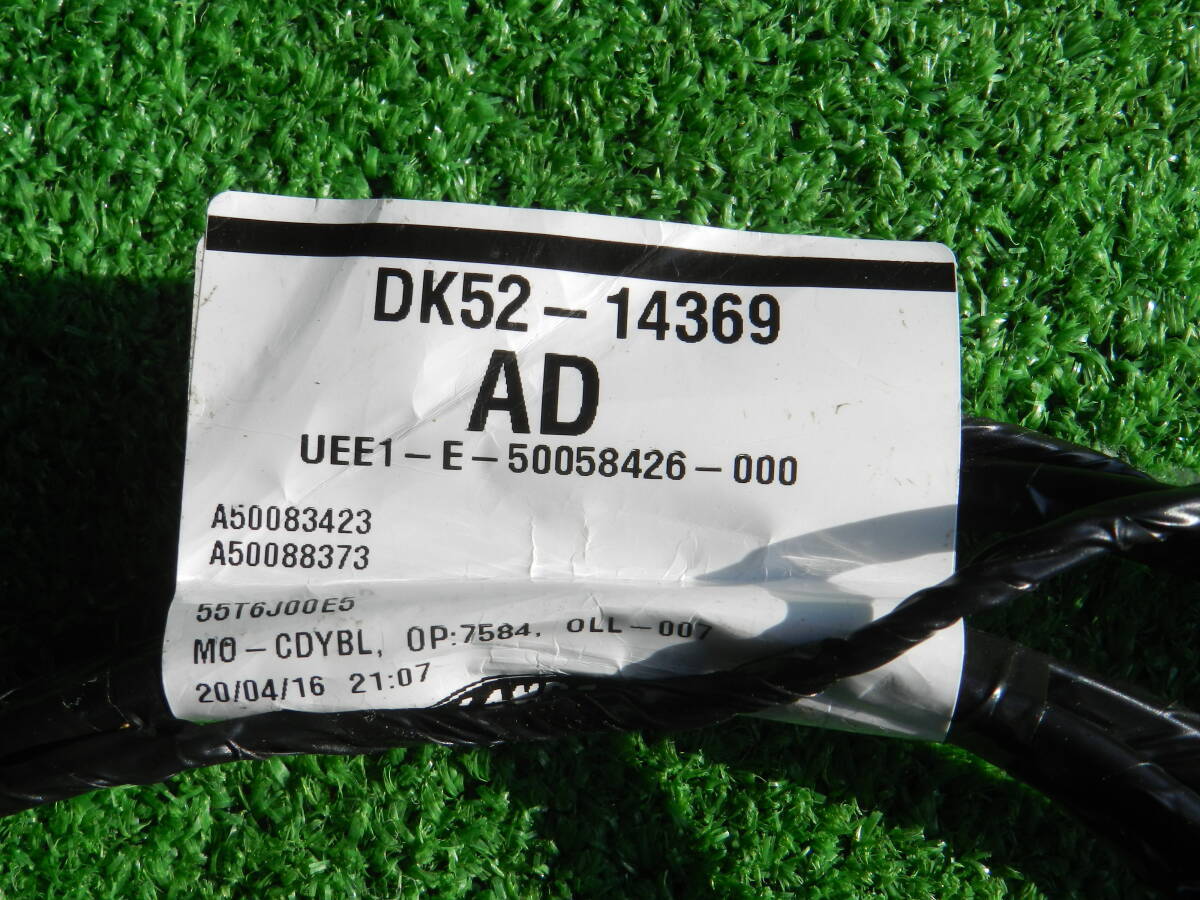 DK52-14369
AD
UEE1-E-50058426-000
A50083423
A50088373
55T6J00E5
M0-CDYBL, OP:7584. OLL-007
20/04/16 21:07